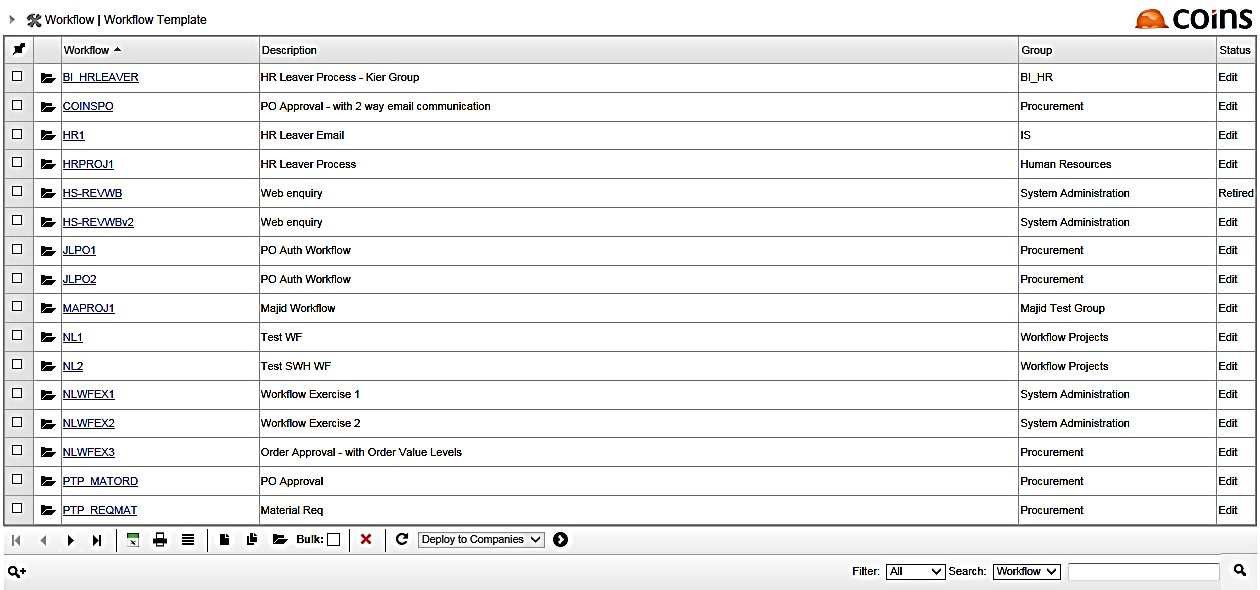 Workflow | Workflow Template
coins
Workflow Description Group Status
BI_HRLEAVER HR Leaver Process - Kier Group BI_HR Edit
COINSPO PO Approval - with 2 way email communication Procurement Edit
HR1 HR Leaver Email IS Edit
HRPROJ1 HR Leaver Process Human Resources Edit
HS-REVWB Web enquiry System Administration Retired
HS-REVWBv2 Web enquiry System Administration Edit
JLPO1 PO Auth Workflow Procurement Edit
JLPO2 PO Auth Workflow Procurement Edit
MAPROJ1 Majid Workflow Majid Test Group Edit
NL1 Test WF Workflow Projects Edit
NL2 Test SWH WF Workflow Projects Edit
NLWFEX1 Workflow Exercise 1 System Administration Edit
NLWFEX2 Workflow Exercise 2 System Administration Edit
NLWFEX3 Order Approval - with Order Value Levels Procurement Edit
PTP_MATORD PO Approval Procurement Edit
PTP_REQMAT Material Req Procurement Edit
Bulk: Deploy to Companies
Filter: All Search: Workflow